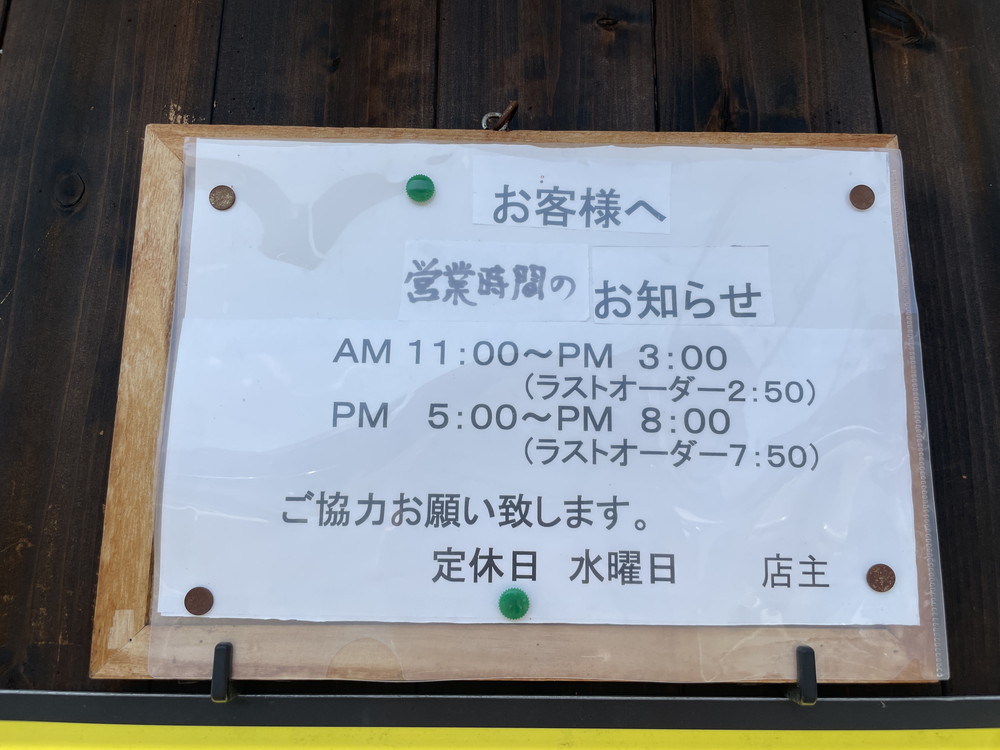 お客様へ
営業時間の お知らせ
AM 11:00～PM 3:00
(ラストオーダー2:50)
PM 5:00～PM 8:00
(ラストオーダー7:50)
ご協力お願い致します。
定休日 水曜日 店主